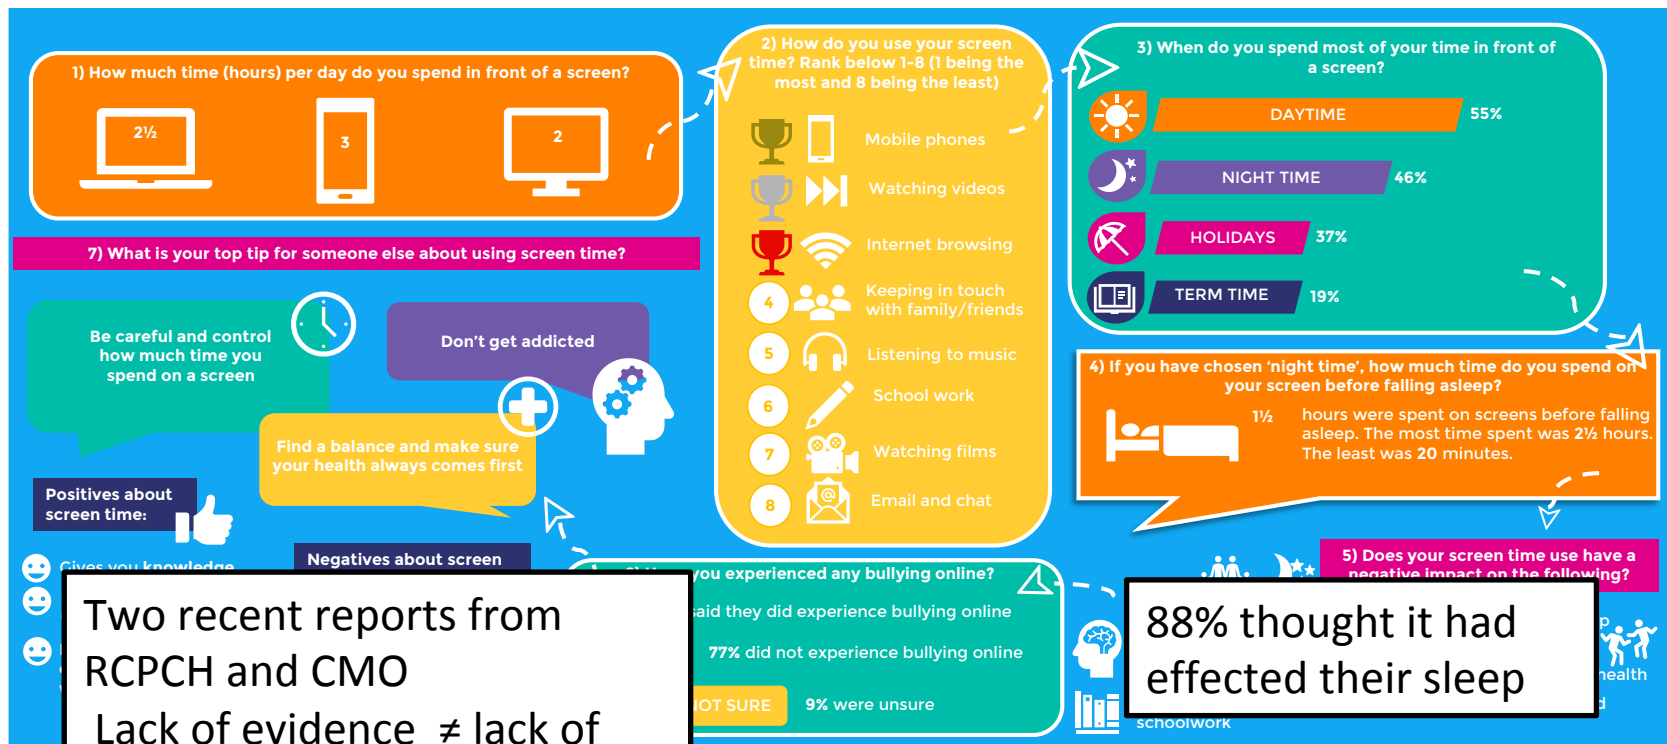 1) How much time (hours) per day do you spend in front of a screen?
2½
3
2
2) How do you use your screen
time? Rank below 1-8 (1 being the
most and 8 being the least)
Mobile phones
Watching videos
Internet browsing
4
Keeping in touch
with family/friends
5
Listening to music
6
School work
7
Watching films
8
Email and chat
3) When do you spend most of your time in front of
a screen?
DAYTIME
55%
NIGHT TIME
46%
HOLIDAYS
37%
TERM TIME
19%
4) If you have chosen ‘night time’, how much time do you spend on
your screen before falling asleep?
1½
hours were spent on screens before falling
asleep. The most time spent was 2½ hours.
The least was 20 minutes.
5) Does your screen time use have a
negative impact on the following?
88% thought it had
effected their sleep
health
schoolwork
you experienced any bullying online?
said they did experience bullying online
77% did not experience bullying online
NOT SURE
9% were unsure
7) What is your top tip for someone else about using screen time?
Be careful and control
how much time you
spend on a screen
Don’t get addicted
Find a balance and make sure
your health always comes first
Positives about
screen time:
Gives you knowledge
Negatives about screen
Two recent reports from
RCPCH and CMO
Lack of evidence ≠ lack of